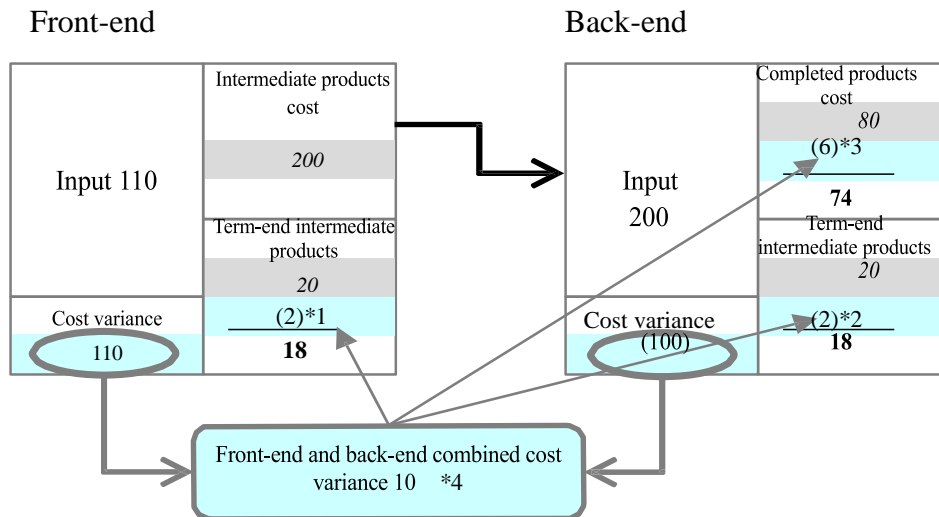 Front-end
Intermediate products
cost
200
Input 110
Term-end intermediate
products
20
(2)*1
18
Cost variance
110
Back-end
Completed products
cost
80
(6)*3
74
Input
200
Term-end
intermediate products
20
(2)*2
18
Cost variance
(100)
Front-end and back-end combined cost
variance 10 *4